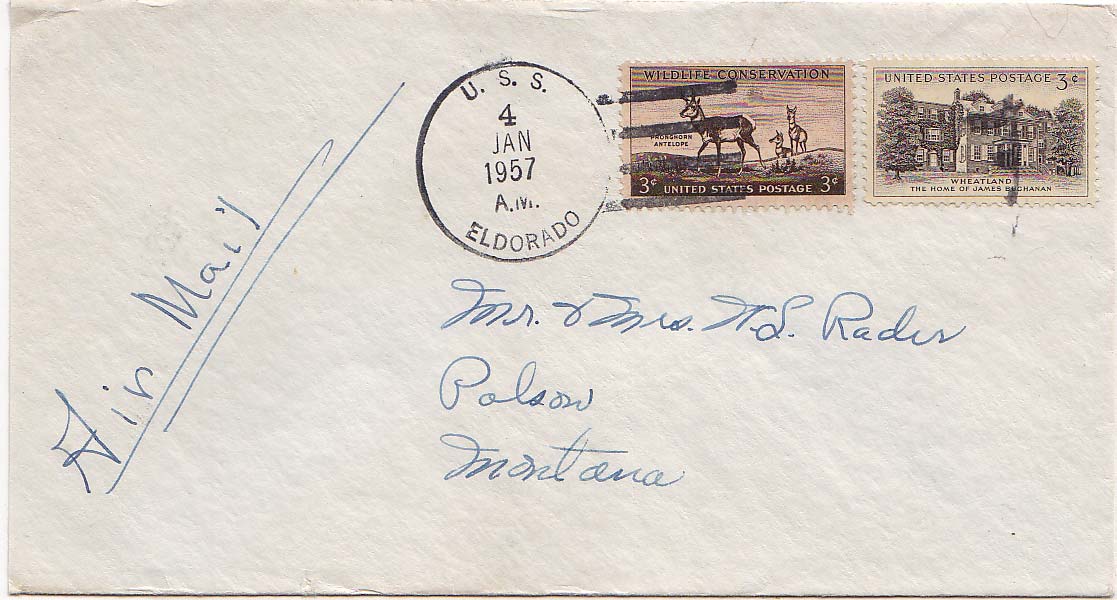 U. S. S.
4
JAN
1957
A.M.
ELDORADO
WILDLIFE CONSERVATION
PRONGHORN
ANTELOPE
3¢ UNITED STATES POSTAGE 3¢
UNITED STATES POSTAGE 3¢
WHEATLAND
THE HOME OF JAMES BUCHANAN
Air Mail
Mr. & Mrs. W.L. Rader
Polson
Montana